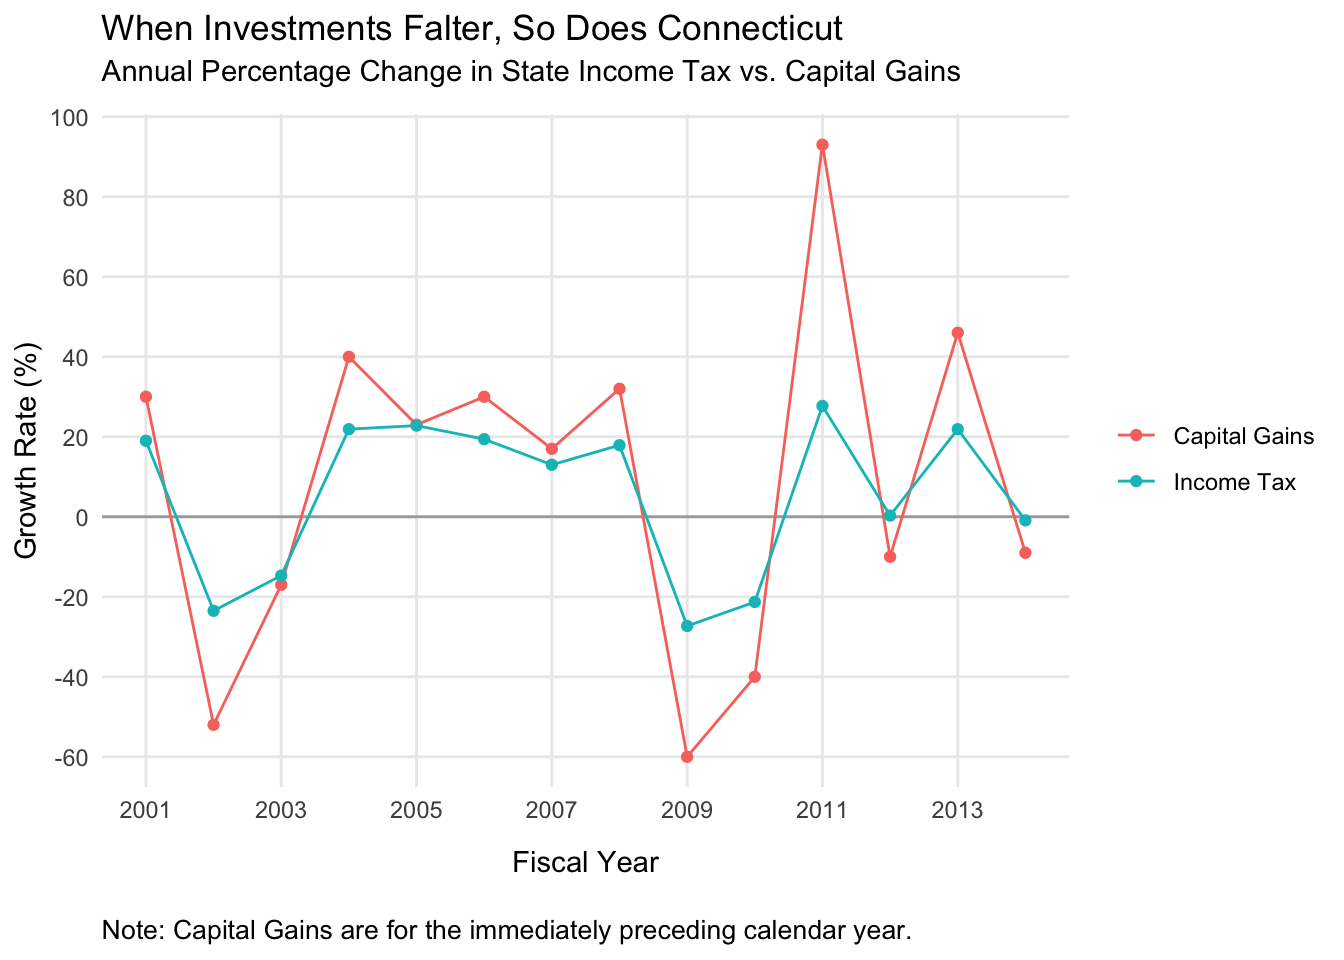 When Investments Falter, So Does Connecticut
Annual Percentage Change in State Income Tax vs. Capital Gains
100
80
60
40
20
0
-20
-40
-60
Growth Rate (%)
2001 2003 2005 2007 2009 2011 2013
Fiscal Year
Capital Gains
Income Tax
Note: Capital Gains are for the immediately preceding calendar year.